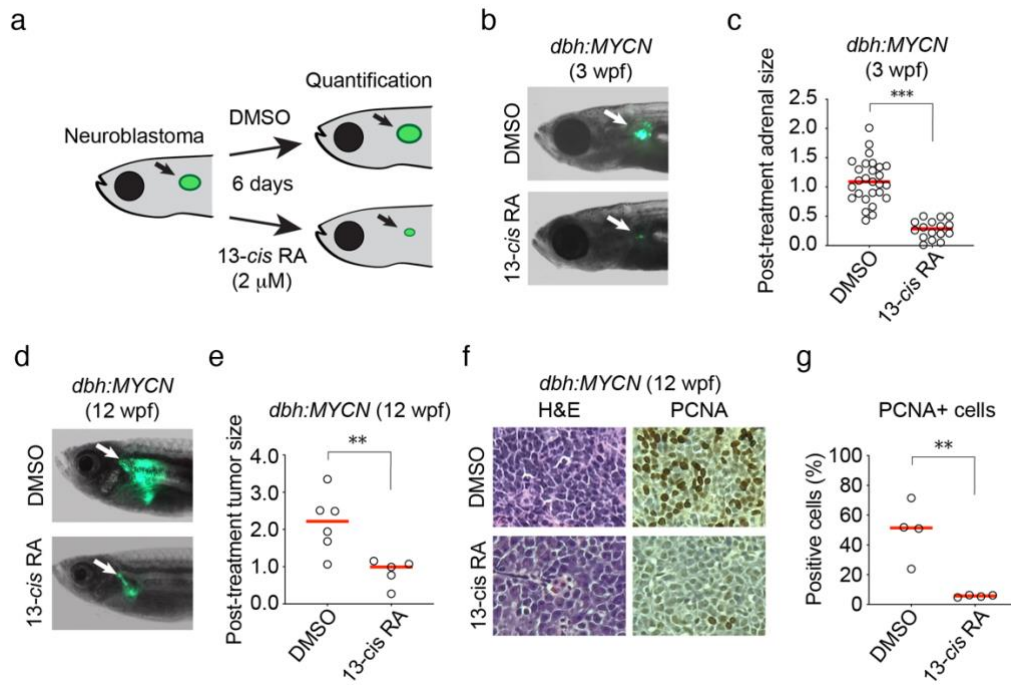 a
Neuroblastoma
DMSO
6 days
13-cis RA
(2 μM)
Quantification
b
dbh:MYCN
(3 wpf)
DMSO
13-cis RA
c
dbh:MYCN
(3 wpf)
Post-treatment adrenal size
***
2.5
2.0
1.5
1.0
0.5
0.0
DMSO
13-cis RA
d
dbh:MYCN
(12 wpf)
DMSO
13-cis RA
e
dbh:MYCN (12 wpf)
Post-treatment tumor size
**
4.0
3.0
2.0
1.0
0.0
DMSO
13-cis RA
f
dbh:MYCN (12 wpf)
H&E
PCNA
DMSO
13-cis RA
g
PCNA+ cells
Positive cells (%)
**
100
80
60
40
20
0
DMSO
13-cis RA